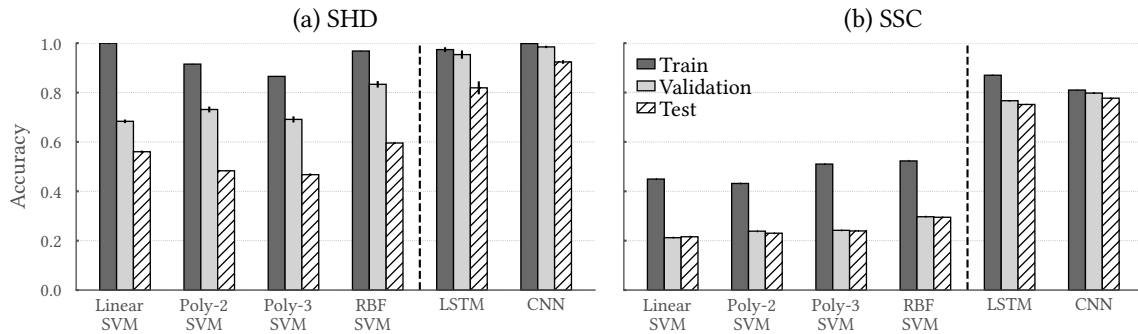 (a) SHD
(b) SSC
Accuracy
1.0
0.8
0.6
0.4
0.2
0.0
Train
Validation
Test
Linear
SVM
Poly-2
SVM
Poly-3
SVM
RBF
SVM
LSTM
CNN
Linear
SVM
Poly-2
SVM
Poly-3
SVM
RBF
SVM
LSTM
CNN